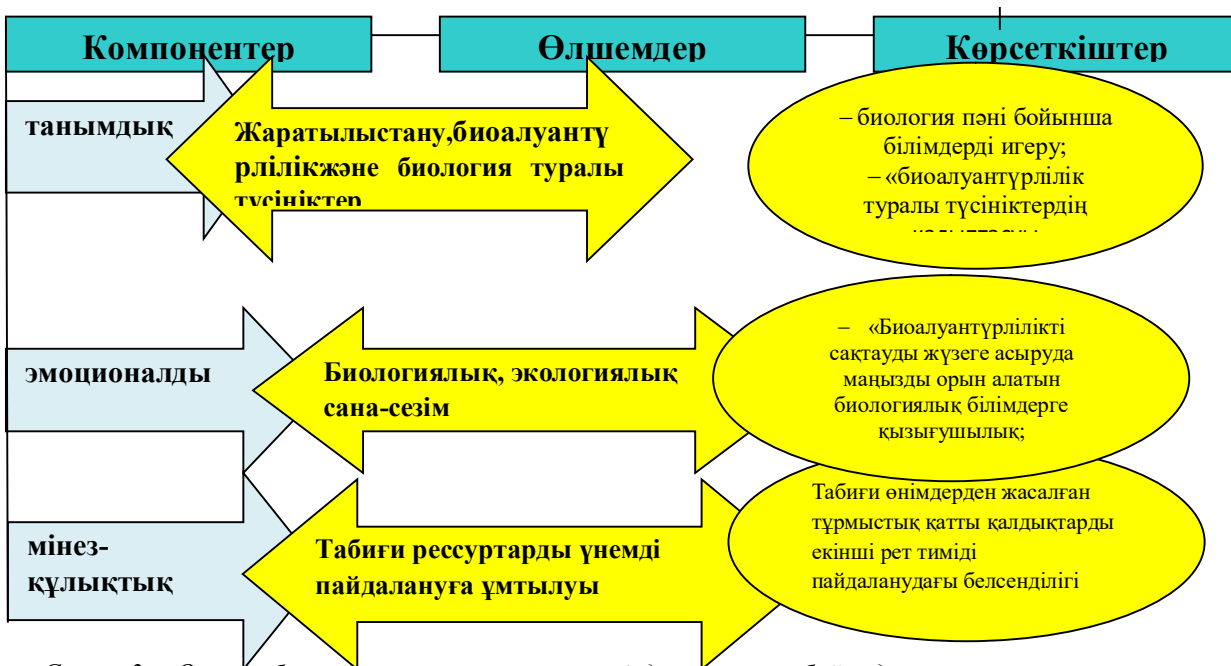 Компонентер
Өлшемдер
Көрсеткіштер
танымдық
Жаратылыстану,биоалуантү
рлілікжәне биология туралы
түсініктер
– биология пәні бойынша
білімдерді игеру;
– «биоалуантүрлілік
туралы түсініктердің
эмоционалды
Биологиялық, экологиялық
сана-сезім
– «Биоалуантүрлілікті
сақтауды жүзеге асыруда
маңызды орын алатын
биологиялық білімдерге
қызығушылық;
мінез-
құлықтық
Табиғи рессуртарды үнемді
пайдалануға ұмтылуы
Табиғи өнімдерден жасалған
тұрмыстық қатты қалдықтарды
екінші рет тиміді
пайдаланудағы белсенділігі